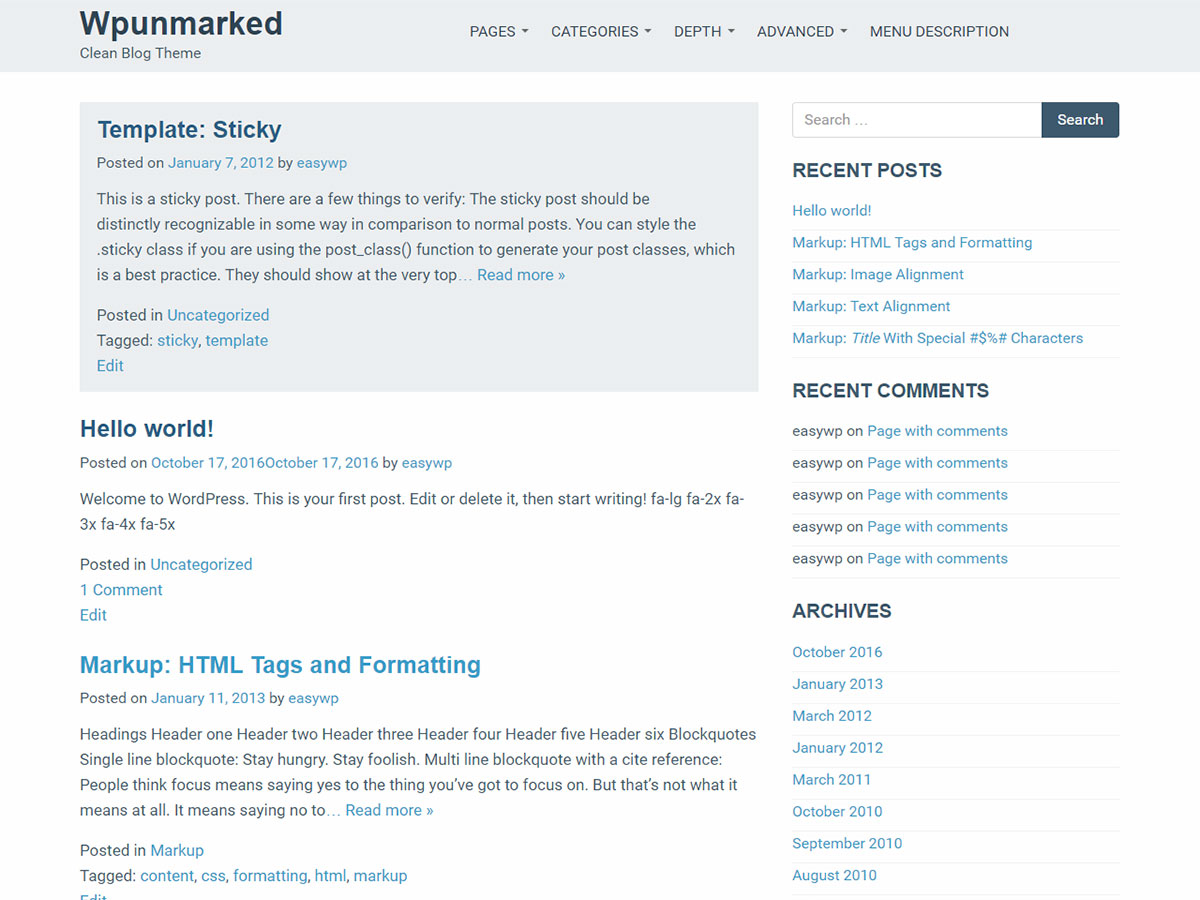 Wpunmarked
Clean Blog Theme
PAGES CATEGORIES DEPTH ADVANCED MENU DESCRIPTION
Template: Sticky
Posted on January 7, 2012 by easywp
This is a sticky post. There are a few things to verify: The sticky post should be
distinctly recognizable in some way in comparison to normal posts. You can style the
.sticky class if you are using the post_class() function to generate your post classes, which
is a best practice. They should show at the very top… Read more »
Posted in Uncategorized
Tagged: sticky, template
Edit
Hello world!
Posted on October 17, 2016October 17, 2016 by easywp
Welcome to WordPress. This is your first post. Edit or delete it, then start writing! fa-lg fa-2x fa-
3x fa-4x fa-5x
Posted in Uncategorized
1 Comment
Edit
Markup: HTML Tags and Formatting
Posted on January 11, 2013 by easywp
Headings Header one Header two Header three Header four Header five Header six Blockquotes
Single line blockquote: Stay hungry. Stay foolish. Multi line blockquote with a cite reference:
People think focus means saying yes to the thing you’ve got to focus on. But that’s not what it
means at all. It means saying no to… Read more »
Posted in Markup
Tagged: content, css, formatting, html, markup
Edit
Search …
Search
RECENT POSTS
Hello world!
Markup: HTML Tags and Formatting
Markup: Image Alignment
Markup: Text Alignment
Markup: Title With Special #$%# Characters
RECENT COMMENTS
easywp on Page with comments
easywp on Page with comments
easywp on Page with comments
easywp on Page with comments
easywp on Page with comments
ARCHIVES
October 2016
January 2013
March 2012
January 2012
March 2011
October 2010
September 2010
August 2010